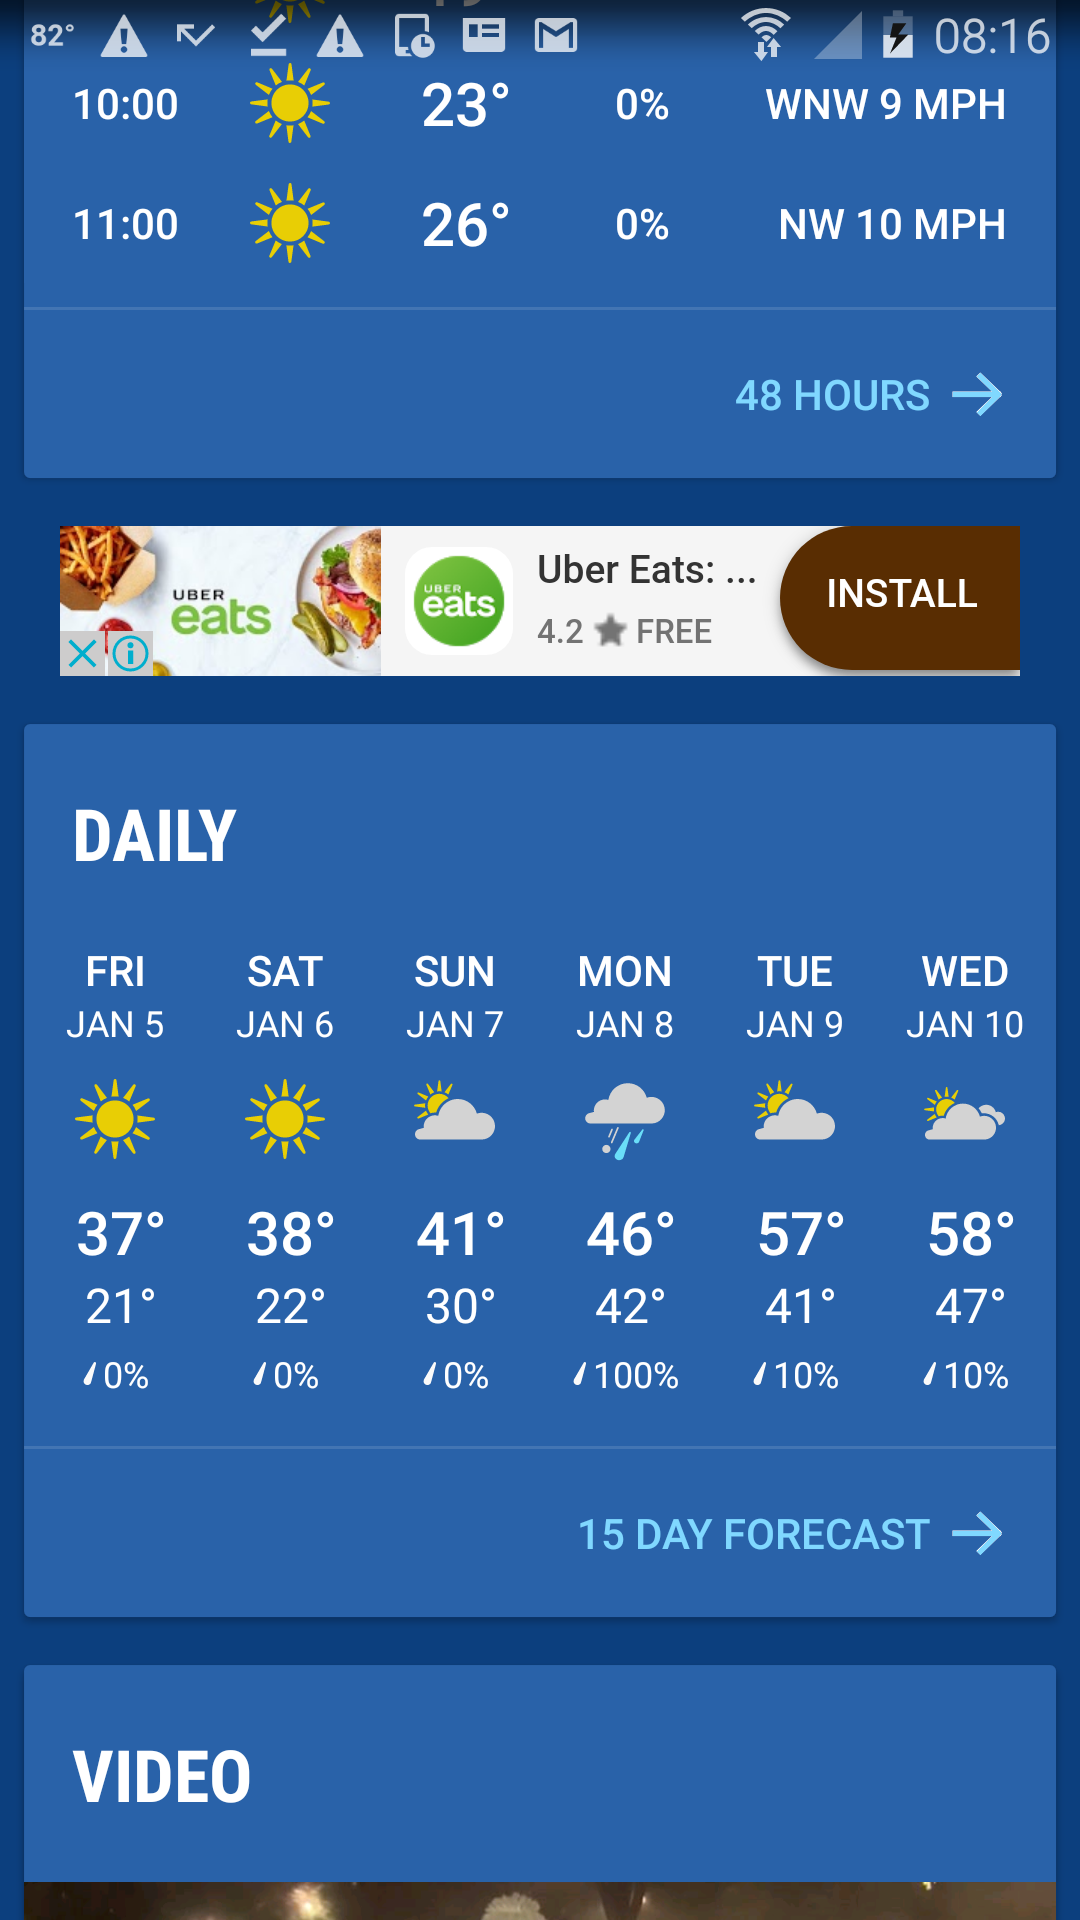 82° 08:16
10:00 23° 0% WNW 9 MPH
11:00 26° 0% NW 10 MPH
48 HOURS
UBER
eats
UBER
eats
Uber Eats: ...
4.2 FREE
INSTALL
DAILY
FRI SAT SUN MON TUE WED
JAN 5 JAN 6 JAN 7 JAN 8 JAN 9 JAN 10
37° 38° 41° 46° 57° 58°
21° 22° 30° 42° 41° 47°
0% 0% 0% 100% 10% 10%
15 DAY FORECAST
VIDEO